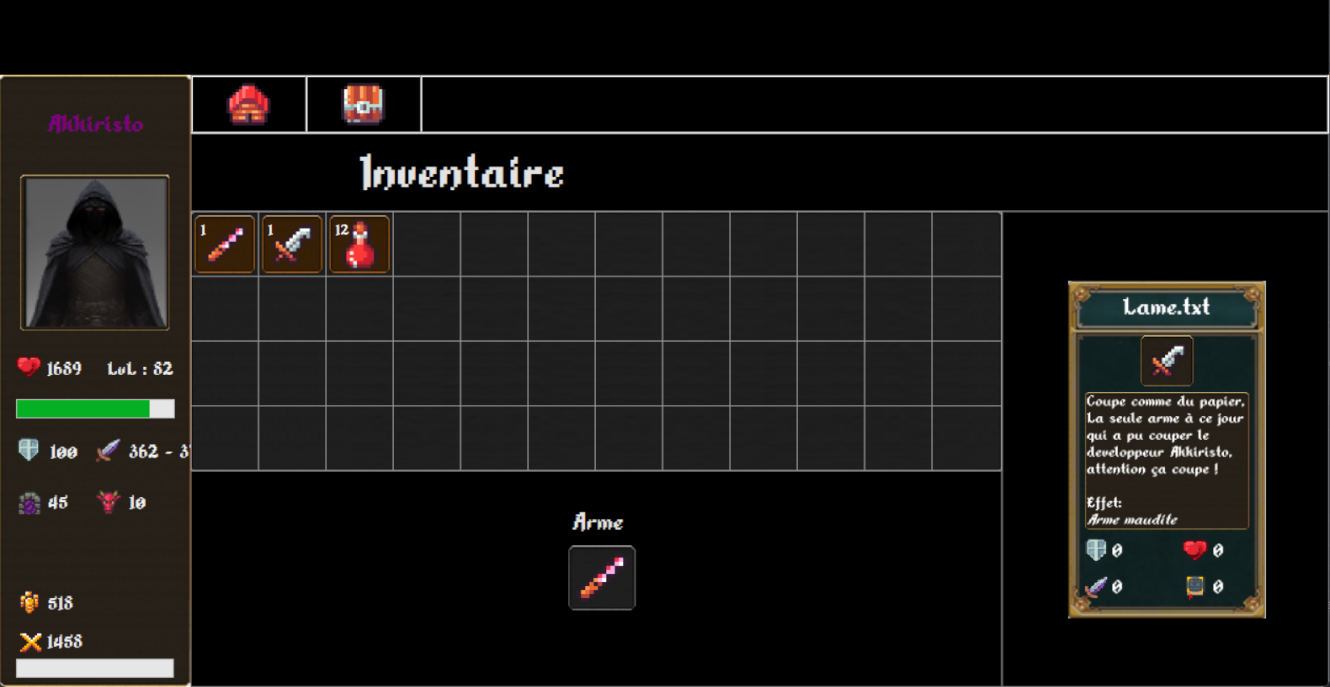 Akkiristo
Inventaire
1
1
12
Lame.txt
Coupe comme du papier.
La seule arme à ce jour
qui a pu couper le
developpeur Akkiristo,
attention ça coupe !
Effet:
Arme maudite
0
0
0
0
1689
LvL : 82
100
362 - 3
45
10
518
1458
Arme